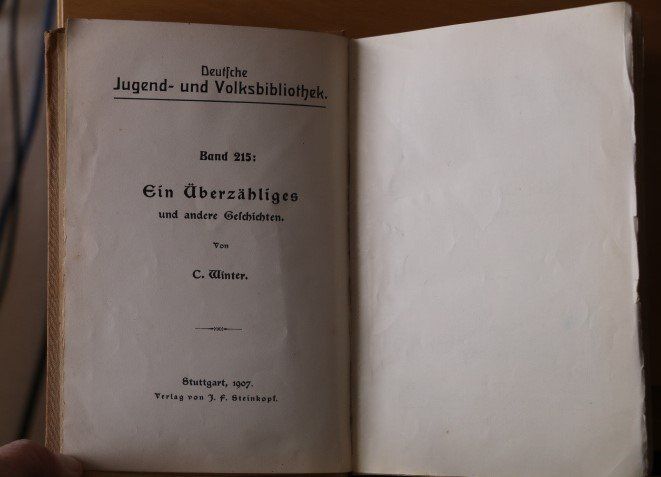 Deutſche
Jugend- und Volksbibliothek.
Band 215:
Ein Überzähliges
und andere Geſchichten.
Von
C. Winter.
Stuttgart, 1907.
Verlag von J. F. Steinkopf.